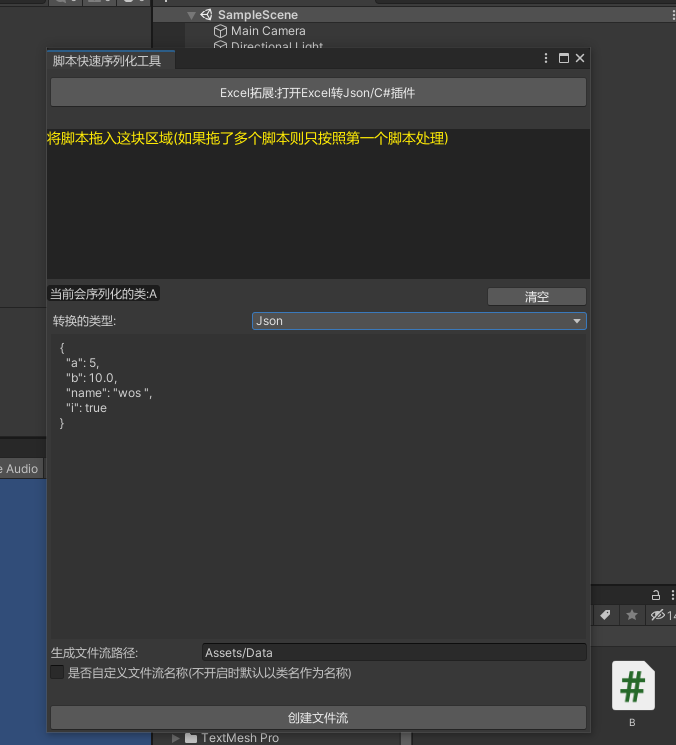 SampleScene
Main Camera
Directional Light
脚本快速序列化工具
Excel拓展:打开Excel转Json/C#插件
将脚本拖入这块区域(如果拖了多个脚本则只按照第一个脚本处理)
当前会序列化的类:A
清空
转换的类型:
Json
{
"a": 5,
"b": 10.0,
"name": "wos ",
"i": true
}
e Audio
14
生成文件流路径:
Assets/Data
是否自定义文件流名称(不开启时默认以类名作为名称)
#
B
创建文件流
TextMesh Pro